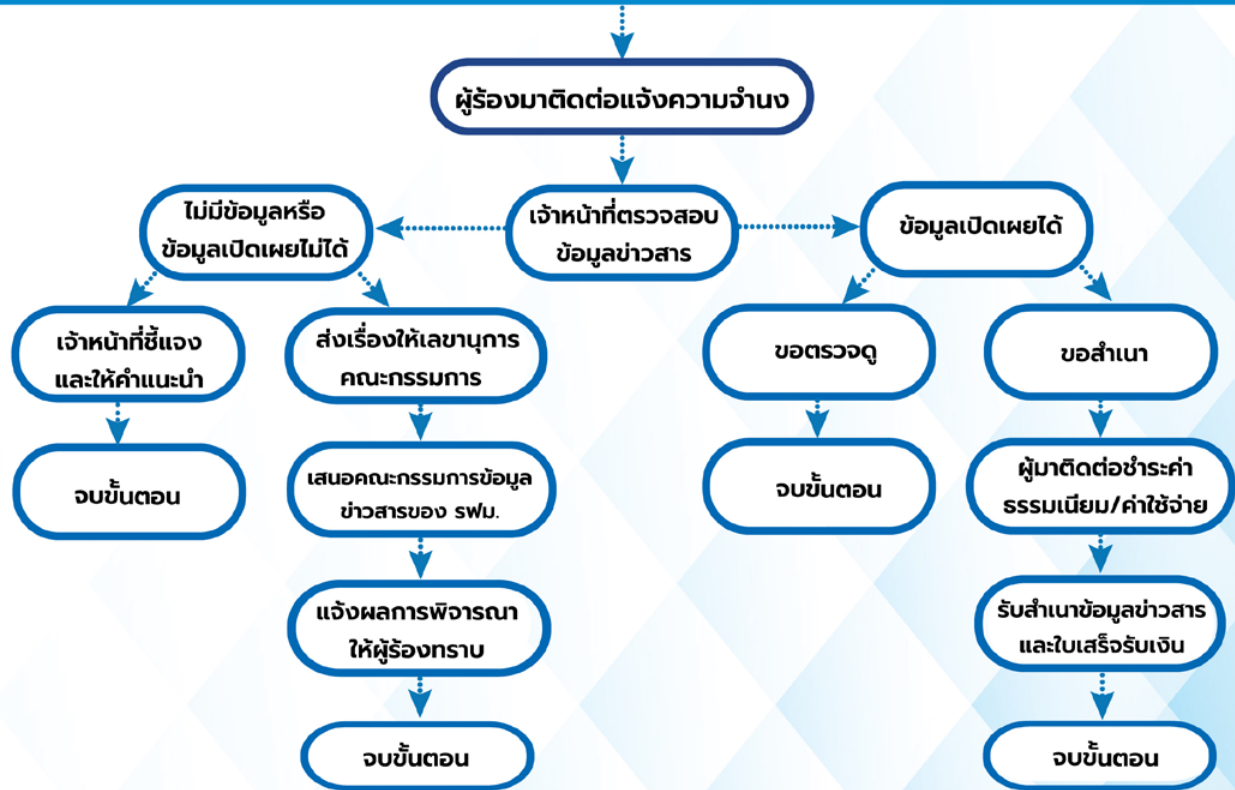 ผู้ร้องมาติดต่อแจ้งความจำนง
ไม่มีข้อมูลหรือ
ข้อมูลเปิดเผยไม่ได้
เจ้าหน้าที่ตรวจสอบ
ข้อมูลข่าวสาร
ข้อมูลเปิดเผยได้
เจ้าหน้าที่ชี้แจง
และให้คำแนะนำ
ส่งเรื่องให้เลขานุการ
คณะกรรมการ
ขอตรวจดู
ขอสำเนา
จบขั้นตอน
เสนอคณะกรรมการข้อมูล
ข่าวสารของ รฟม.
จบขั้นตอน
ผู้มาติดต่อชำระค่า
ธรรมเนียม/ค่าใช้จ่าย
แจ้งผลการพิจารณา
ให้ผู้ร้องทราบ
รับสำเนาข้อมูลข่าวสาร
และใบเสร็จรับเงิน
จบขั้นตอน
จบขั้นตอน